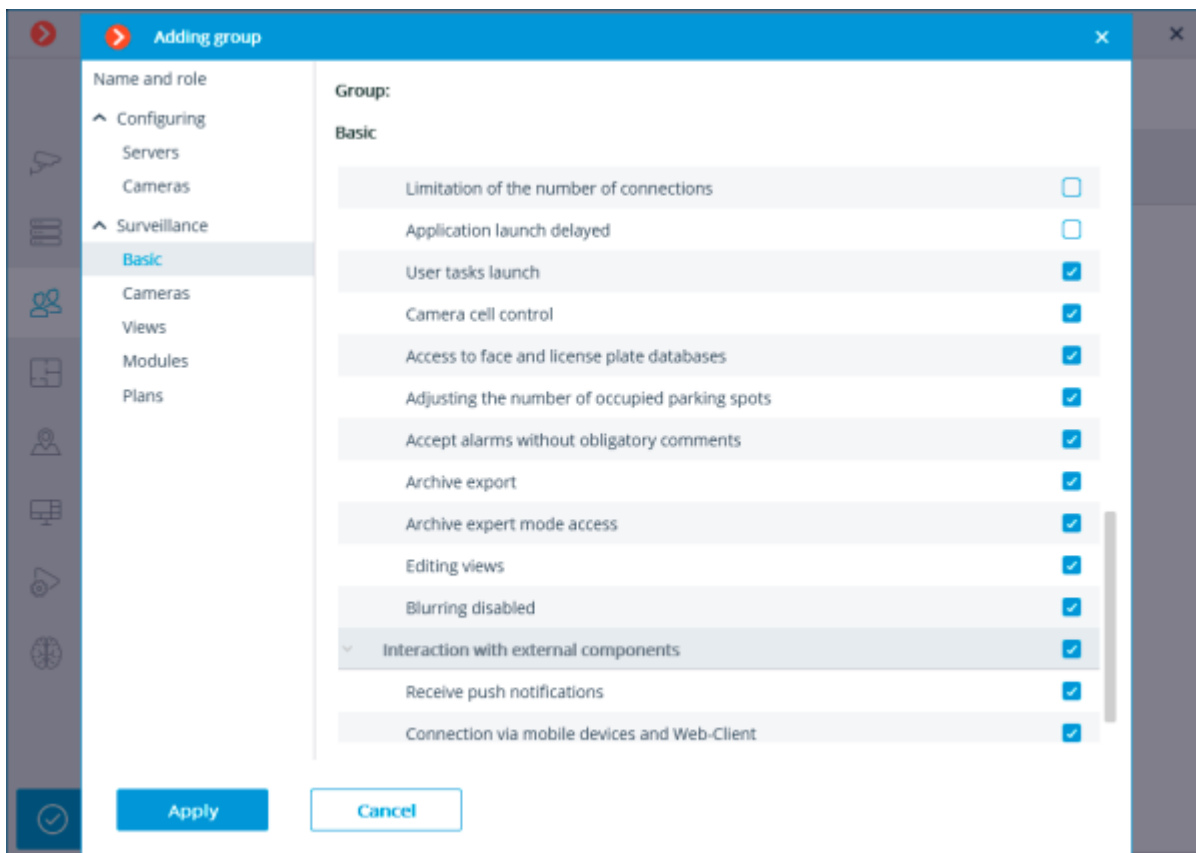 Adding group
Name and role
Configuring
Servers
Cameras
Surveillance
Basic
Cameras
Views
Modules
Plans
Group:
Basic
Limitation of the number of connections
Application launch delayed
User tasks launch
Camera cell control
Access to face and license plate databases
Adjusting the number of occupied parking spots
Accept alarms without obligatory comments
Archive export
Archive expert mode access
Editing views
Blurring disabled
Interaction with external components
Receive push notifications
Connection via mobile devices and Web-Client
Apply
Cancel